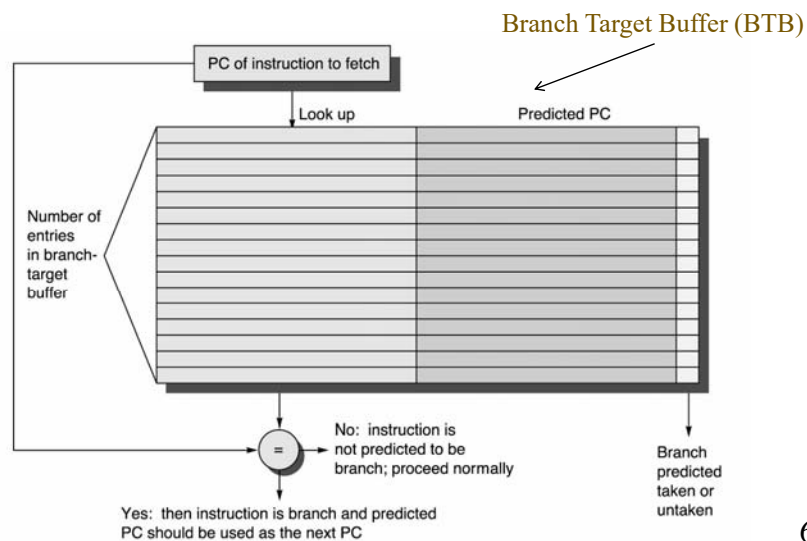 Branch Target Buffer (BTB)
PC of instruction to fetch
Look up
Predicted PC
Number of
entries
in branch-
target
buffer
=
No: instruction is
not predicted to be
branch; proceed normally
Branch
predicted
taken or
untaken
Yes: then instruction is branch and predicted
PC should be used as the next PC